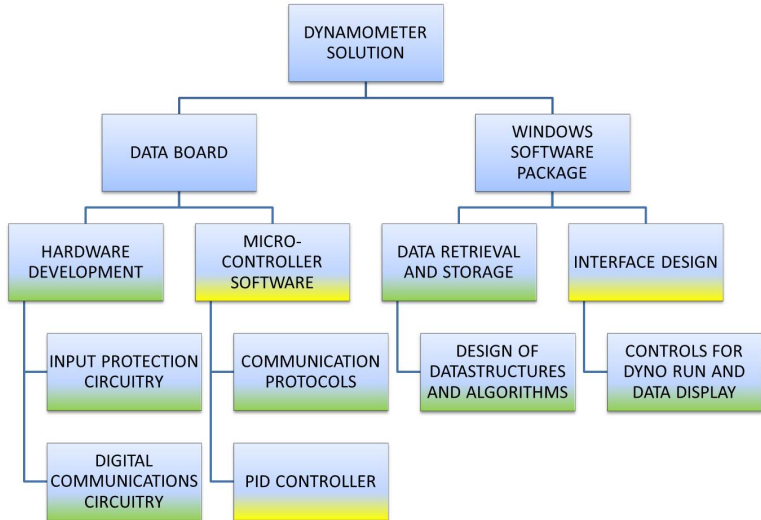 DYNAMOMETER
SOLUTION
DATA BOARD
WINDOWS
SOFTWARE
PACKAGE
HARDWARE
DEVELOPMENT
MICRO-
CONTROLLER
SOFTWARE
DATA RETRIEVAL
AND STORAGE
INTERFACE DESIGN
INPUT PROTECTION
CIRCUITRY
COMMUNICATION
PROTOCOLS
DESIGN OF
DATASTRUCTURES
AND ALGORITHMS
CONTROLS FOR
DYNO RUN AND
DATA DISPLAY
DIGITAL
COMMUNICATIONS
CIRCUITRY
PID CONTROLLER